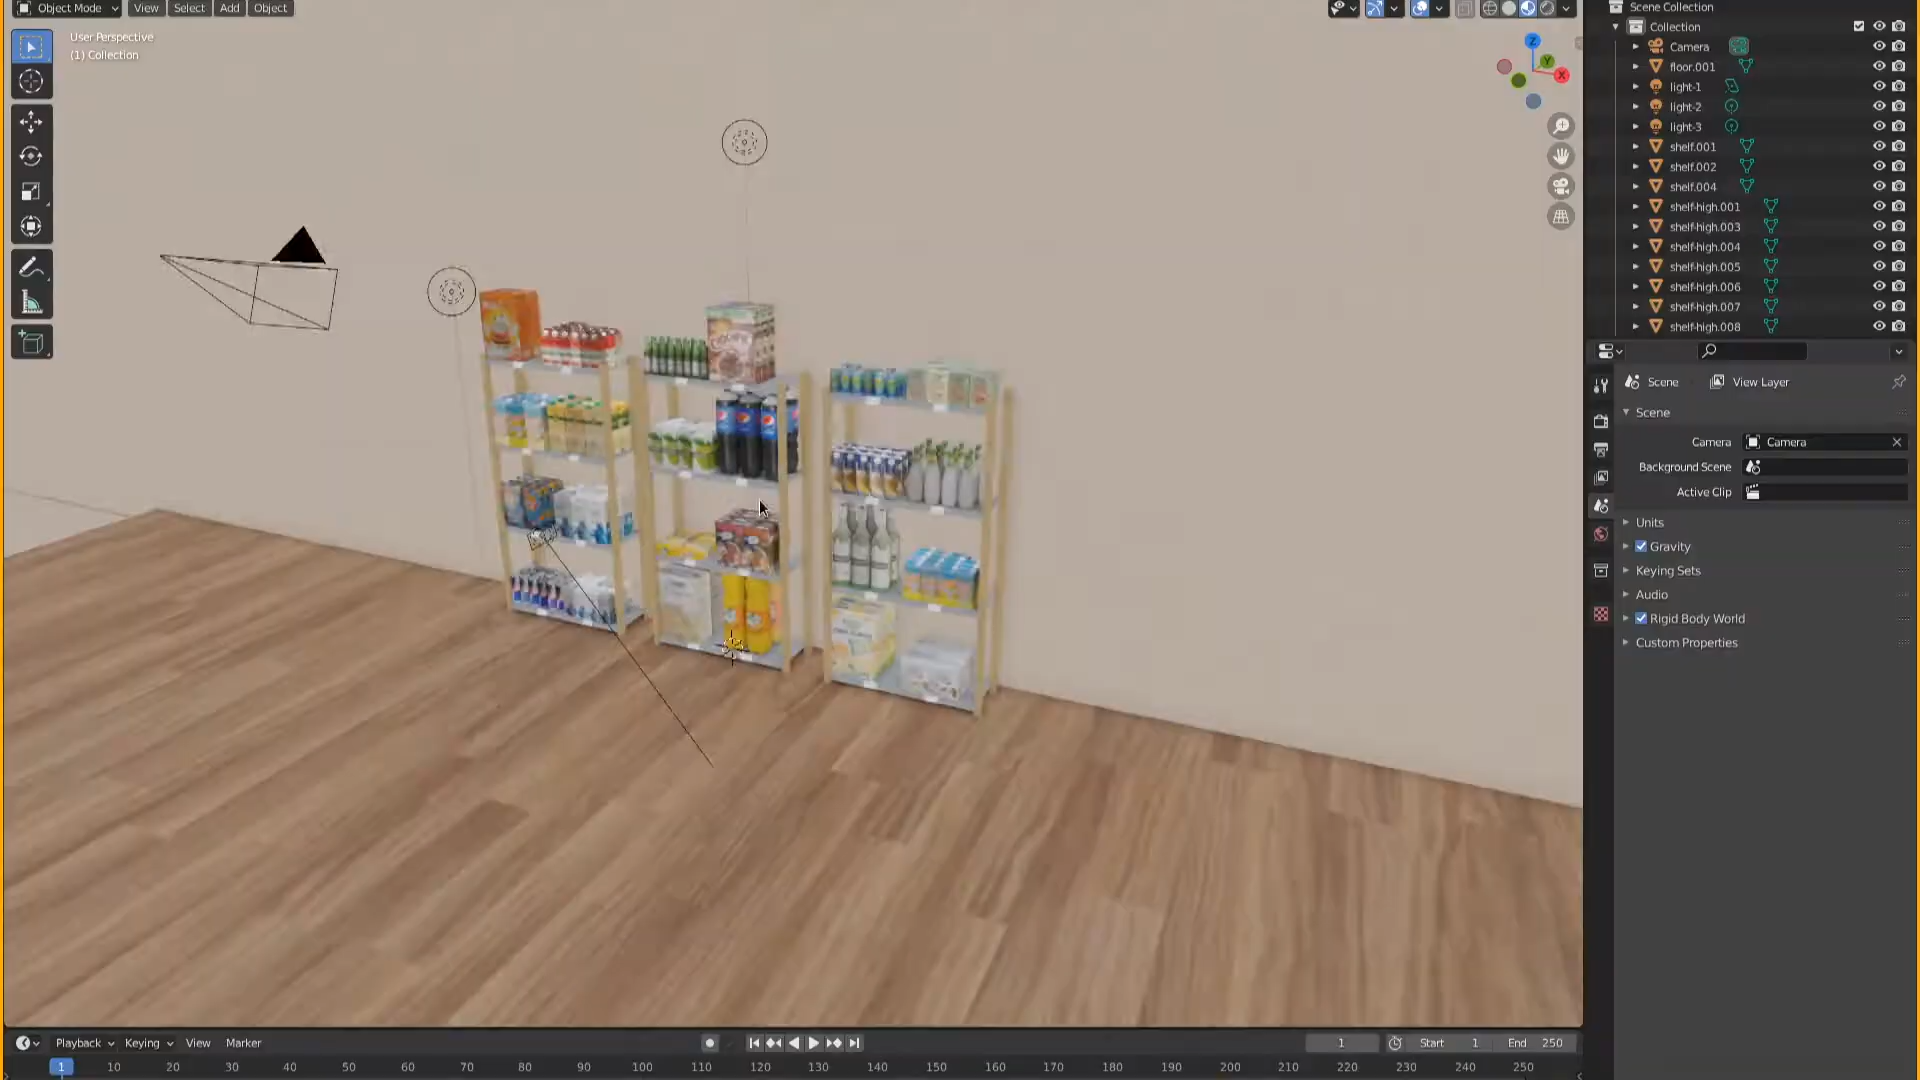 Object Mode View Select Add Object
User Perspective
(1) Collection
Z
Y
X
Scene Collection
Collection
Camera
floor.001
light-1
light-2
light-3
shelf.001
shelf.002
shelf.004
shelf-high.001
shelf-high.003
shelf-high.004
shelf-high.005
shelf-high.006
shelf-high.007
shelf-high.008
Scene View Layer
Scene
Camera Camera
Background Scene
Active Clip
Units
Gravity
Keying Sets
Audio
Rigid Body World
Custom Properties
Playback Keying View Marker
1 Start 1 End 250
1 10 20 30 40 50 60 70 80 90 100 110 120 130 140 150 160 170 180 190 200 210 220 230 240 250